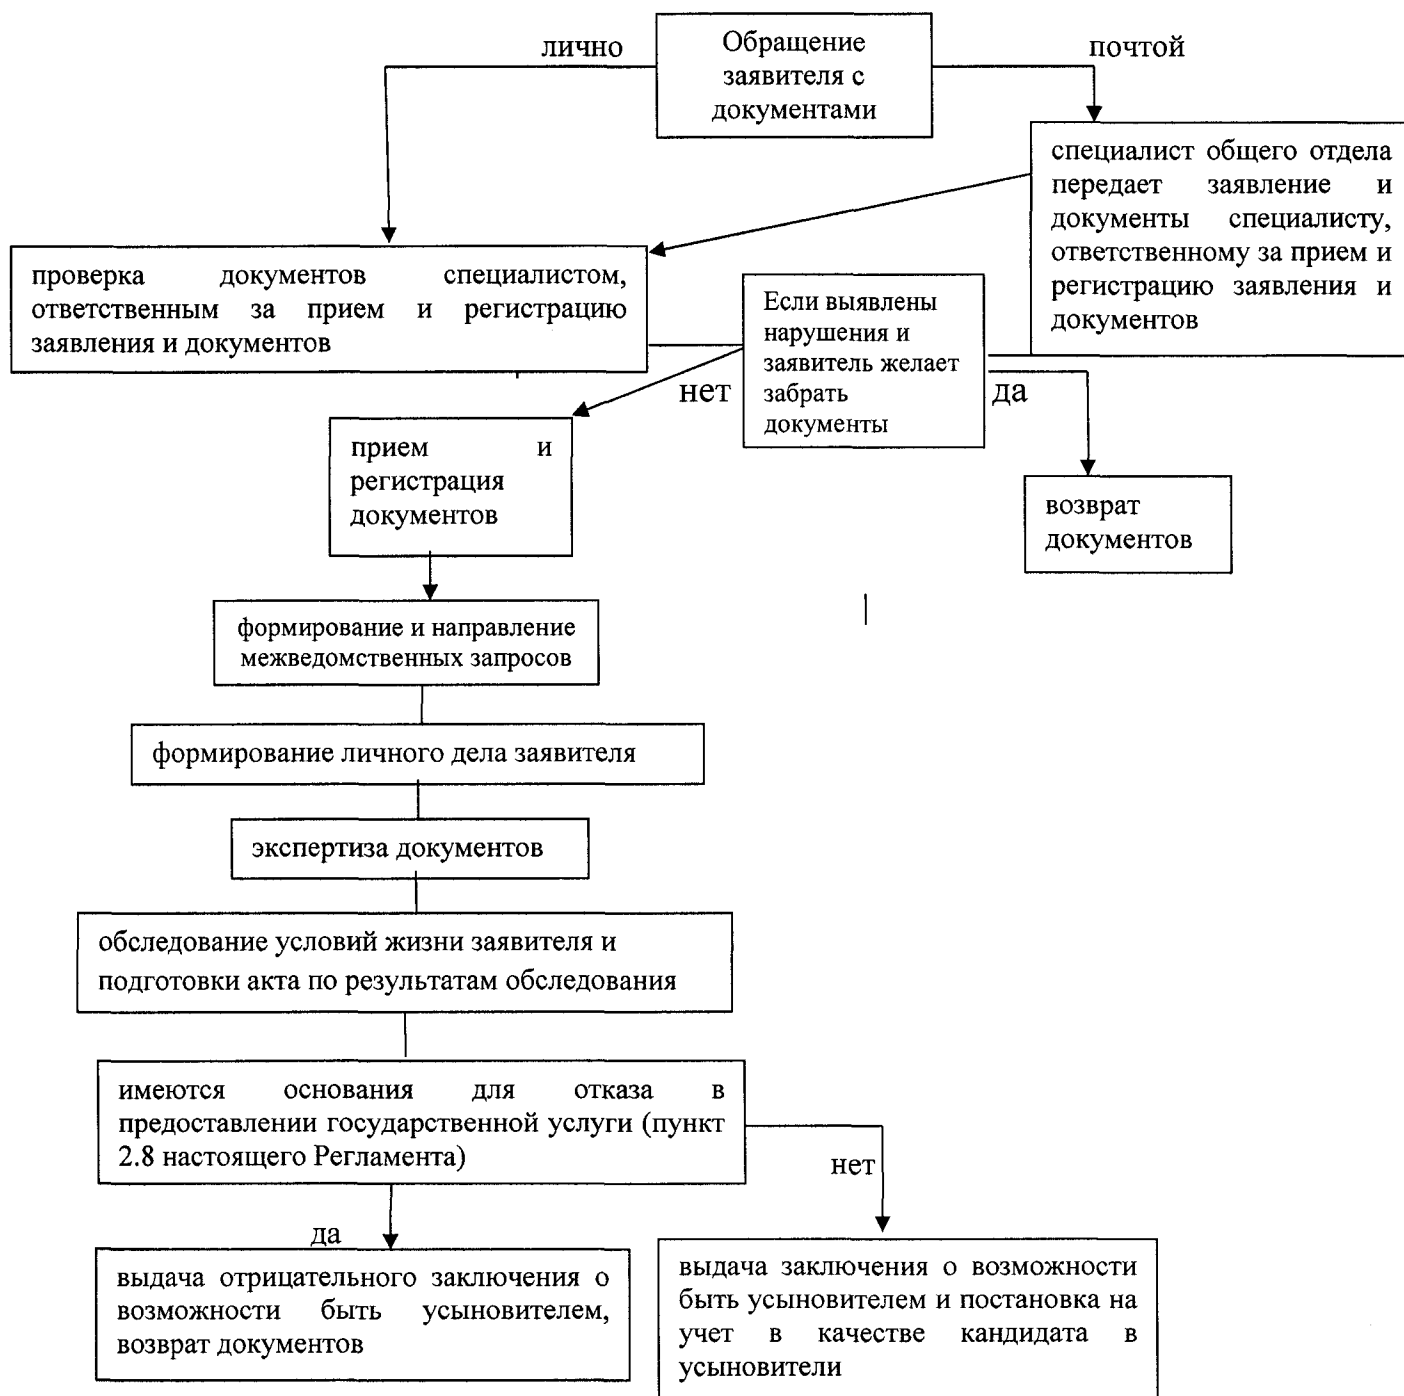 лично
Обращение
заявителя с
документами
почтой
специалист общего отдела
передает заявление и
документы специалисту,
ответственному за прием и
регистрацию заявления и
документов
проверка документов специалистом,
ответственным за прием и регистрацию
заявления и документов
Если выявлены
нарушения и
заявитель желает
забрать
документы
нет
да
прием и
регистрация
документов
возврат
документов
формирование и направление
межведомственных запросов
формирование личного дела заявителя
экспертиза документов
обследование условий жизни заявителя и
подготовки акта по результатам обследования
имеются основания для отказа в
предоставлении государственной услуги (пункт
2.8 настоящего Регламента)
нет
да
выдача отрицательного заключения о
возможности быть усыновителем,
возврат документов
выдача заключения о возможности
быть усыновителем и постановка на
учет в качестве кандидата в
усыновители